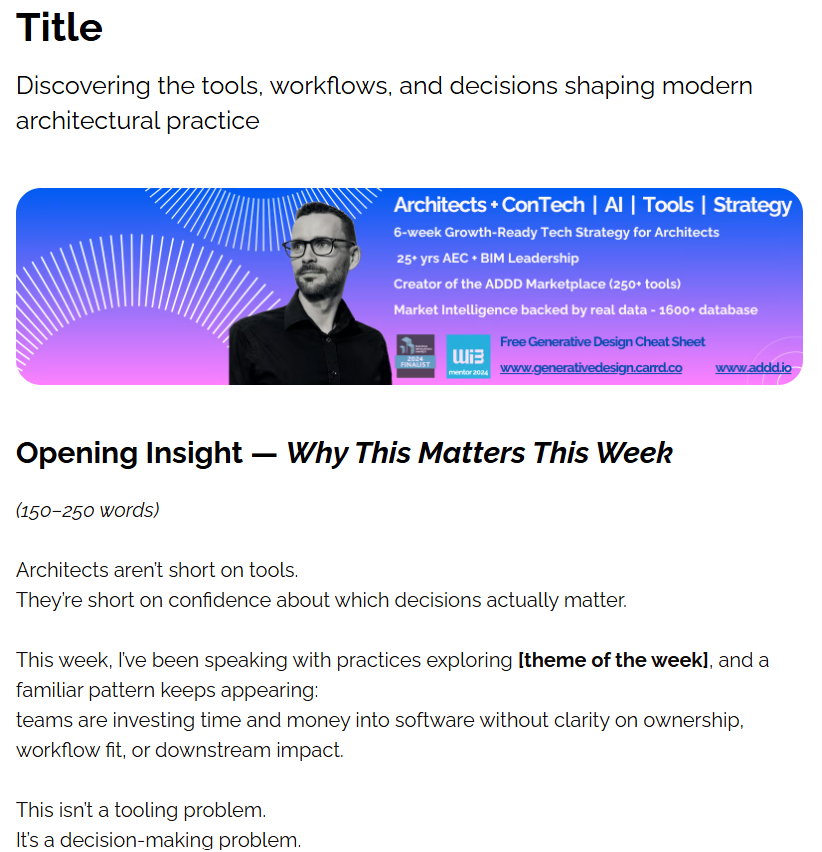 Title
Discovering the tools, workflows, and decisions shaping modern
architectural practice
Architects + ConTech | AI | Tools | Strategy
6-week Growth-Ready Tech Strategy for Architects
25+ yrs AEC + BIM Leadership
Creator of the ADDD Marketplace (250+ tools)
Market Intelligence backed by real data - 1600+ database
2024
FINALIST
Wi3
mentor 2024
Free Generative Design Cheat Sheet
www.generativedesign.carrd.co
www.addd.io
Opening Insight — Why This Matters This Week
(150–250 words)
Architects aren’t short on tools.
They’re short on confidence about which decisions actually matter.
This week, I’ve been speaking with practices exploring [theme of the week], and a
familiar pattern keeps appearing:
teams are investing time and money into software without clarity on ownership,
workflow fit, or downstream impact.
This isn’t a tooling problem.
It’s a decision-making problem.